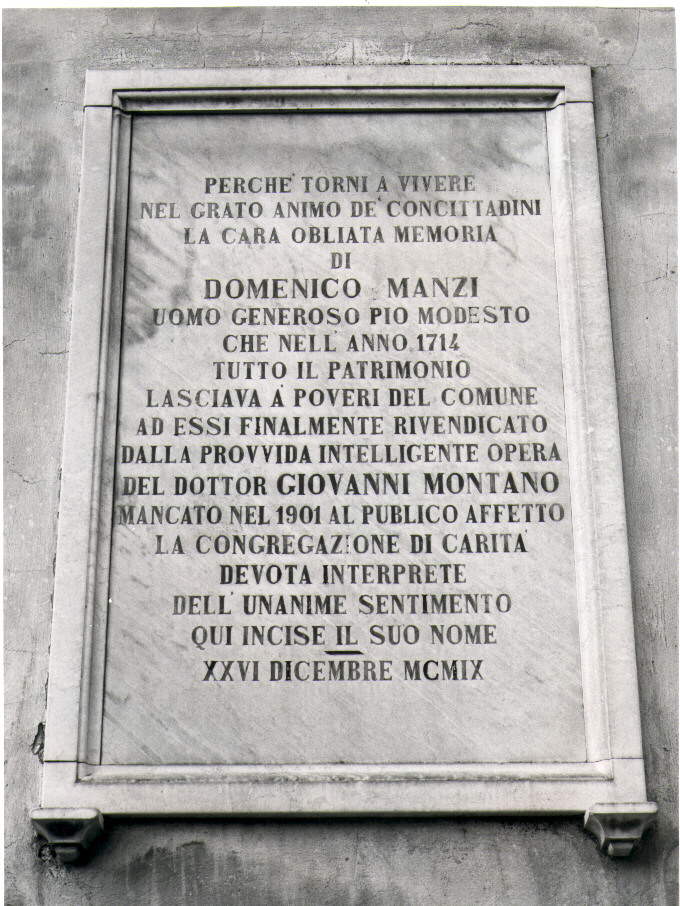 PERCHE' TORNI A VIVERE
NEL GRATO ANIMO DE' CONCITTADINI
LA CARA OBLIATA MEMORIA
DI
DOMENICO MANZI
UOMO GENEROSO PIO MODESTO
CHE NELL' ANNO 1714
TUTTO IL PATRIMONIO
LASCIAVA A' POVERI DEL COMUNE
AD ESSI FINALMENTE RIVENDICATO
DALLA PROVVIDA INTELLIGENTE OPERA
DEL DOTTOR GIOVANNI MONTANO
MANCATO NEL 1901 AL PUBLICO AFFETTO
LA CONGREGAZIONE DI CARITA'
DEVOTA INTERPRETE
DELL' UNANIME SENTIMENTO
QUI INCISE IL SUO NOME
XXVI DICEMBRE MCMIX